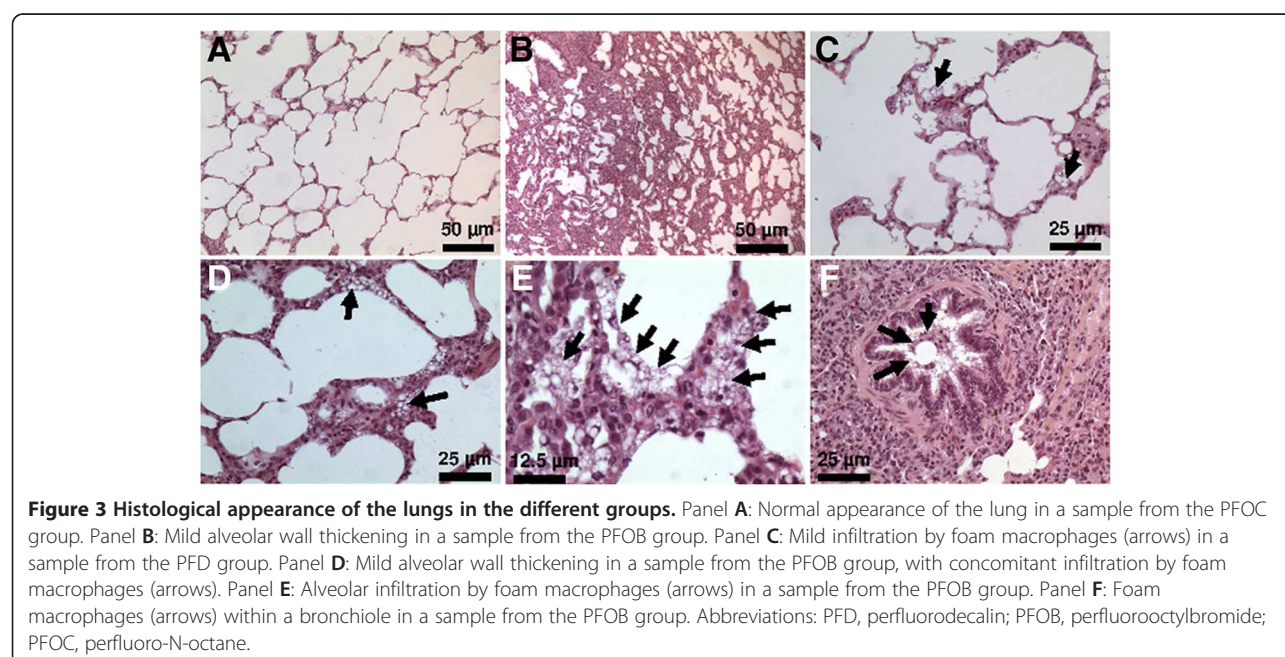 A
B
C
50 µm
50 µm
25 µm
D
E
F
25 µm
12.5 µm
25 µm
Figure 3 Histological appearance of the lungs in the different groups. Panel A: Normal appearance of the lung in a sample from the PFOC
group. Panel B: Mild alveolar wall thickening in a sample from the PFOB group. Panel C: Mild infiltration by foam macrophages (arrows) in a
sample from the PFD group. Panel D: Mild alveolar wall thickening in a sample from the PFOB group, with concomitant infiltration by foam
macrophages (arrows). Panel E: Alveolar infiltration by foam macrophages (arrows) in a sample from the PFOB group. Panel F: Foam
macrophages (arrows) within a bronchiole in a sample from the PFOB group. Abbreviations: PFD, perfluorodecalin; PFOB, perfluorooctylbromide;
PFOC, perfluoro-N-octane.